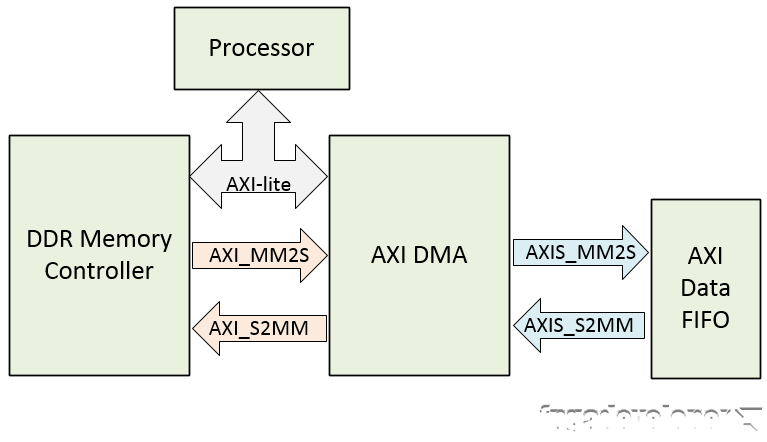 Processor
AXI-lite
DDR Memory
Controller
AXI_MM2S
AXI_S2MM
AXI DMA
AXIS_MM2S
AXIS_S2MM
AXI
Data
FIFO